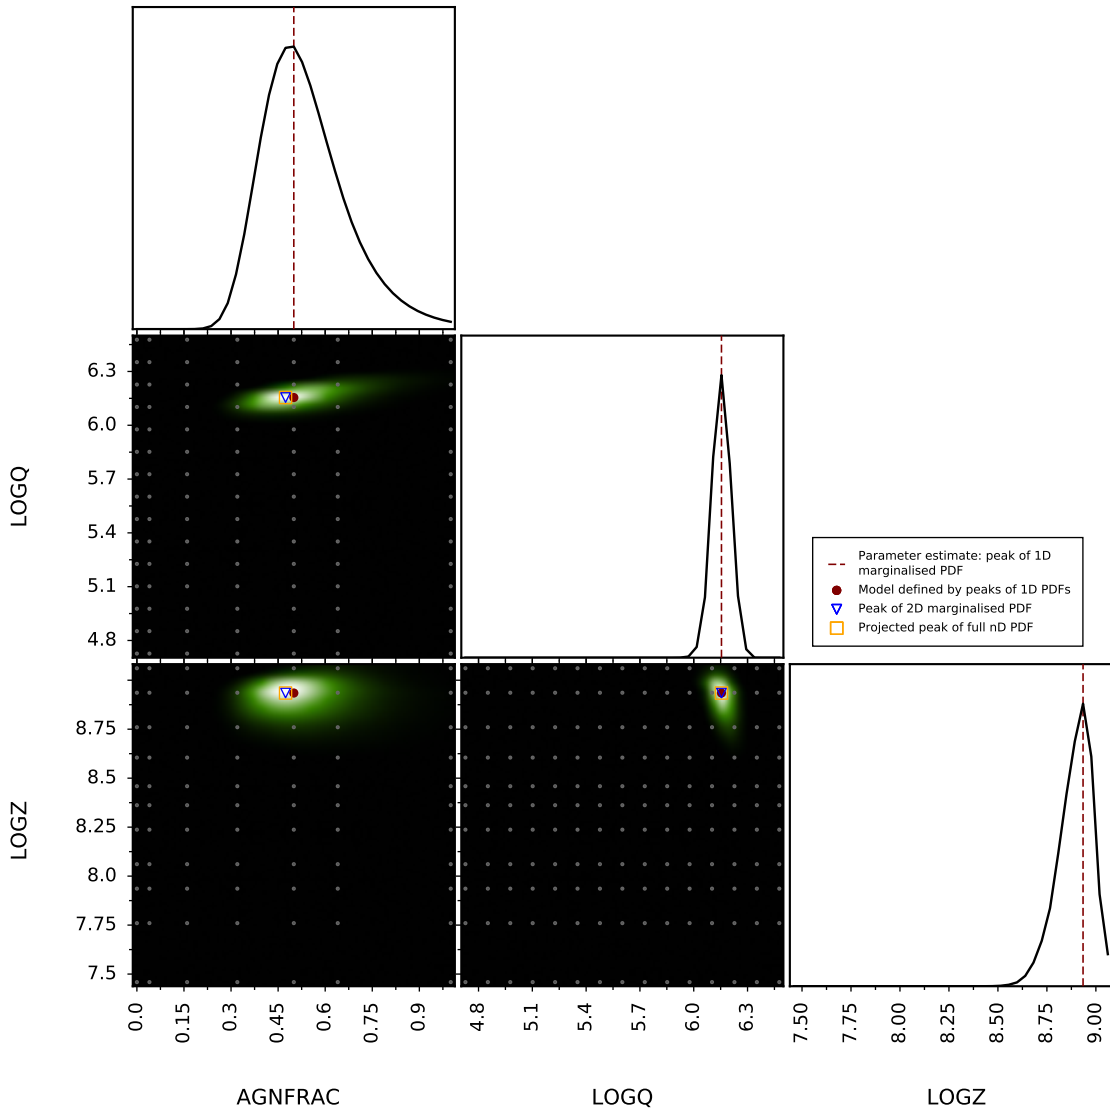 6.3
6.0
5.7
5.4
5.1
4.8
LOGQ
Parameter estimate: peak of 1D
marginalised PDF
Model defined by peaks of 1D PDFs
Peak of 2D marginalised PDF
Projected peak of full nD PDF
8.75
8.5
8.25
8.0
7.75
7.5
LOGZ
0.0 0.15 0.3 0.45 0.6 0.75 0.9
4.8 5.1 5.4 5.7 6.0 6.3
7.50 7.75 8.00 8.25 8.50 8.75 9.00
AGNFRAC
LOGQ
LOGZ